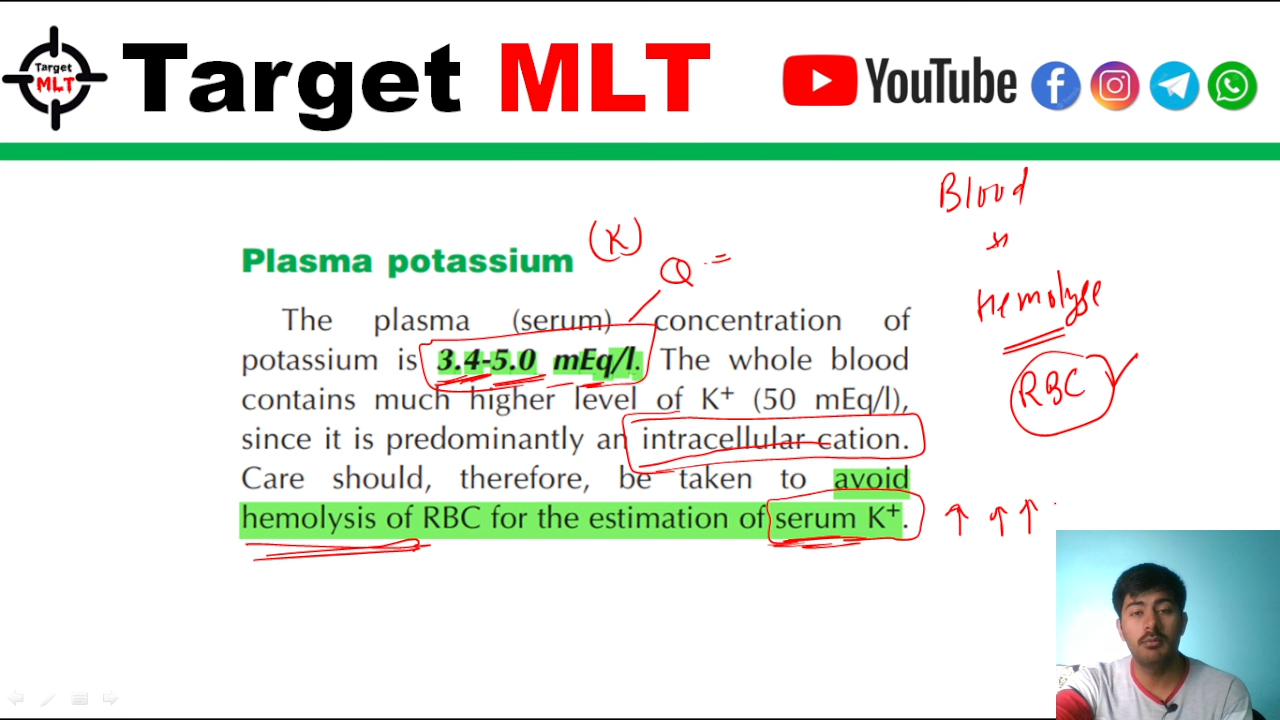 Target MLT
Target MLT YouTube
Blood
Plasma potassium (K)
Q =
Hemolyse
The plasma (serum) concentration of
potassium is 3.4-5.0 mEq/l. The whole blood
contains much higher level of K⁺ (50 mEq/l),
RBC
since it is predominantly an intracellular cation.
Care should, therefore, be taken to avoid
hemolysis of RBC for the estimation of serum K⁺. ↑ ↑ ↑